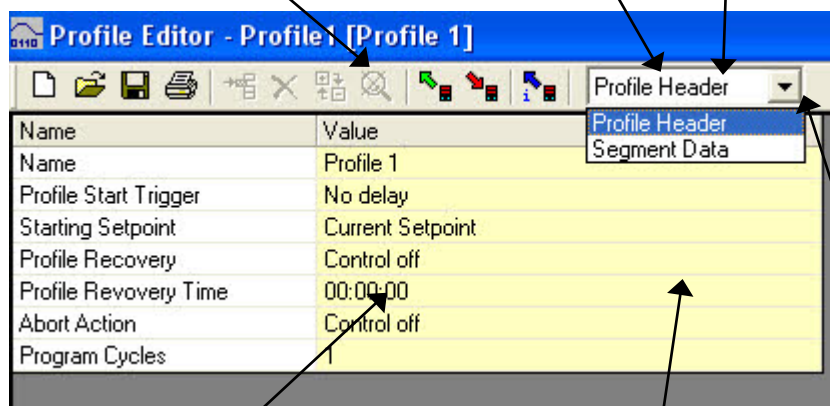 Profile Editor - Profile1 [Profile 1]
Profile Header
Profile Header
Segment Data
Name Value
Name Profile 1
Profile Start Trigger No delay
Starting Setpoint Current Setpoint
Profile Recovery Control off
Profile Revovery Time 00:00:00
Abort Action Control off
Program Cycles 1